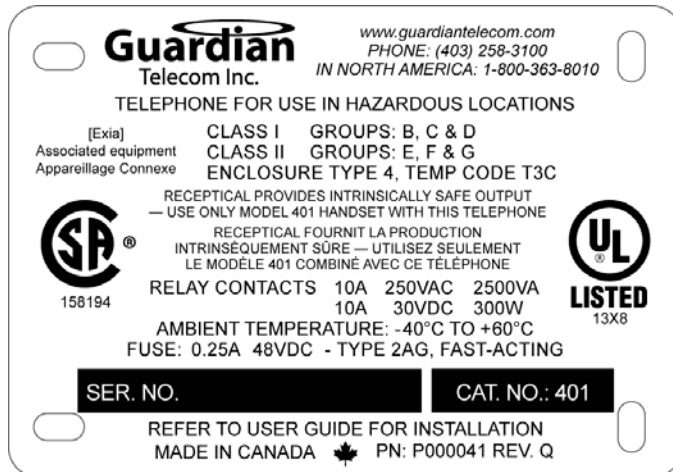 Guardian
Telecom Inc.
www.guardiantelecom.com
PHONE: (403) 258-3100
IN NORTH AMERICA: 1-800-363-8010
TELEPHONE FOR USE IN HAZARDOUS LOCATIONS
[Exia]
Associated equipment
Appareillage Connexe
CLASS I GROUPS: B, C & D
CLASS II GROUPS: E, F & G
ENCLOSURE TYPE 4, TEMP CODE T3C
RECEPTICAL PROVIDES INTRINSICALLY SAFE OUTPUT
— USE ONLY MODEL 401 HANDSET WITH THIS TELEPHONE
RECEPTICAL FOURNIT LA PRODUCTION
INTRINSÈQUEMENT SÛRE — UTILISEZ SEULEMENT
LE MODÈLE 401 COMBINÉ AVEC CE TÉLÉPHONE
SA ®
158194
UL ®
LISTED
13X8
RELAY CONTACTS 10A 250VAC 2500VA
10A 30VDC 300W
AMBIENT TEMPERATURE: -40°C TO +60°C
FUSE: 0.25A 48VDC - TYPE 2AG, FAST-ACTING
SER. NO.
CAT. NO.: 401
REFER TO USER GUIDE FOR INSTALLATION
MADE IN CANADA PN: P000041 REV. Q